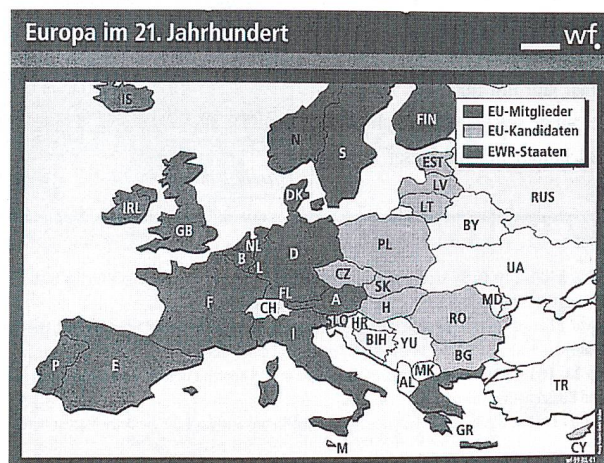 Europa im 21. Jahrhundert
wf.
EU-Mitglieder
EU-Kandidaten
EWR-Staaten
IS
FIN
N
S
EST
LV
LT
RUS
DK
IRL
GB
NL
B
L
D
PL
BY
UA
CZ
SK
FL
A
H
MD
F
CH
RO
SLO
HR
BIH
YU
I
BG
MK
AL
P
E
TR
GR
M
CY